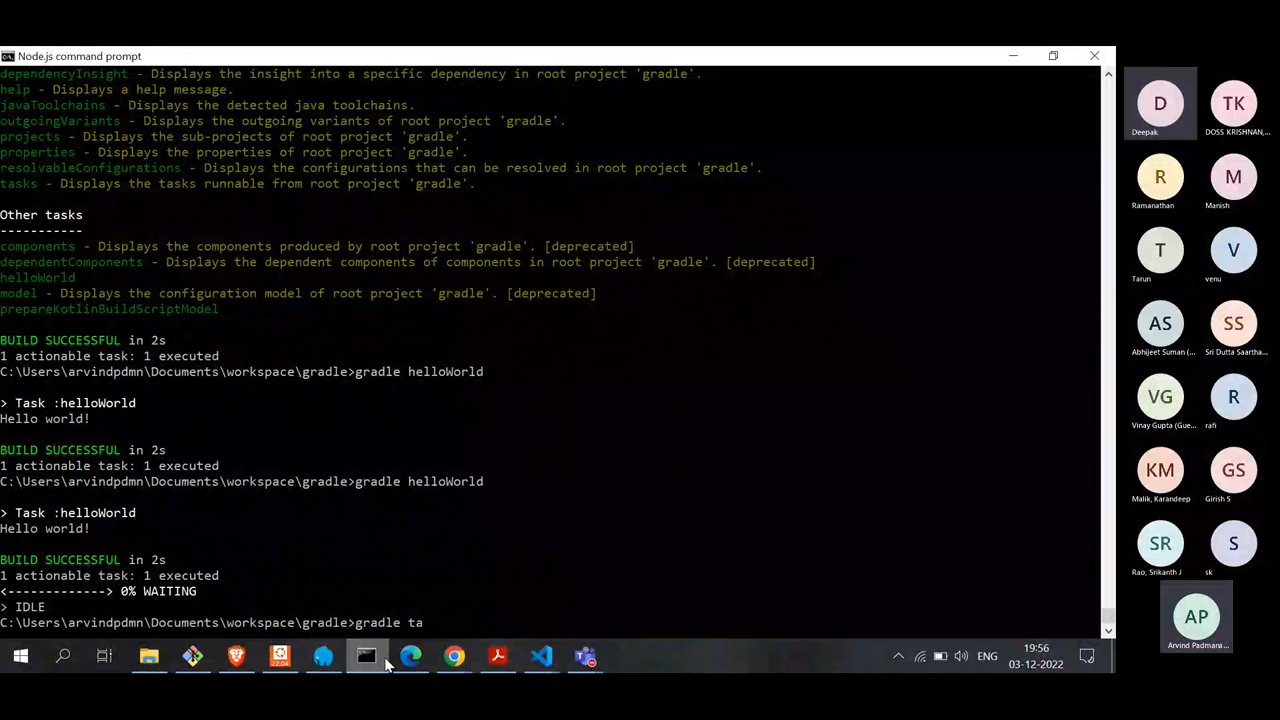 Node.js command prompt
dependencyInsight - Displays the insight into a specific dependency in root project 'gradle'.
help - Displays a help message.
javaToolchains - Displays the detected java toolchains.
outgoingVariants - Displays the outgoing variants of root project 'gradle'.
projects - Displays the sub-projects of root project 'gradle'.
properties - Displays the properties of root project 'gradle'.
resolvableConfigurations - Displays the configurations that can be resolved in root project 'gradle'.
tasks - Displays the tasks runnable from root project 'gradle'.
Other tasks
-----------
components - Displays the components produced by root project 'gradle'. [deprecated]
dependentComponents - Displays the dependent components of components in root project 'gradle'. [deprecated]
helloWorld
model - Displays the configuration model of root project 'gradle'. [deprecated]
prepareKotlinBuildScriptModel
BUILD SUCCESSFUL in 2s
1 actionable task: 1 executed
C:\Users\arvindpdmn\Documents\workspace\gradle>gradle helloWorld
> Task :helloWorld
Hello world!
BUILD SUCCESSFUL in 2s
1 actionable task: 1 executed
C:\Users\arvindpdmn\Documents\workspace\gradle>gradle helloWorld
> Task :helloWorld
Hello world!
BUILD SUCCESSFUL in 2s
1 actionable task: 1 executed
<-------------> 0% WAITING
> IDLE
C:\Users\arvindpdmn\Documents\workspace\gradle>gradle ta
22.04
ENG
19:56
03-12-2022
D
Deepak
TK
DOSS KRISHNAN,...
R
Ramanathan
M
Manish
T
Tarun
V
venu
AS
Abhijeet Suman (...
SS
Sri Dutta Saartha...
VG
Vinay Gupta (Gue...
R
rafi
KM
Malik, Karandeep
GS
Girish S
SR
Rao, Srikanth J
S
sk
AP
Arvind Padmara...